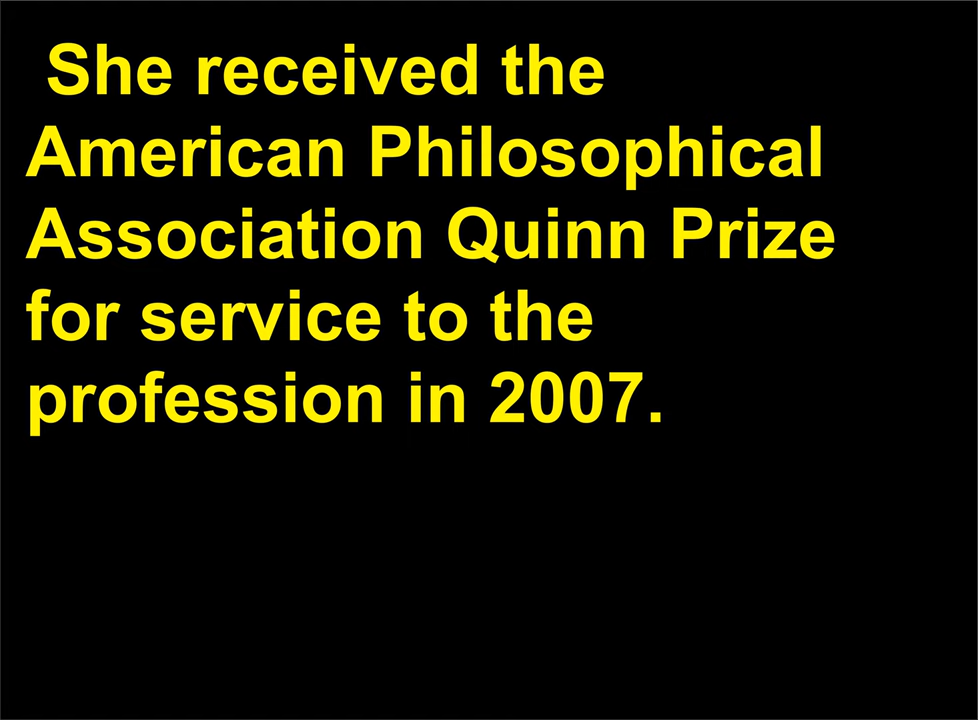 She received the
American Philosophical
Association Quinn Prize
for service to the
profession in 2007.